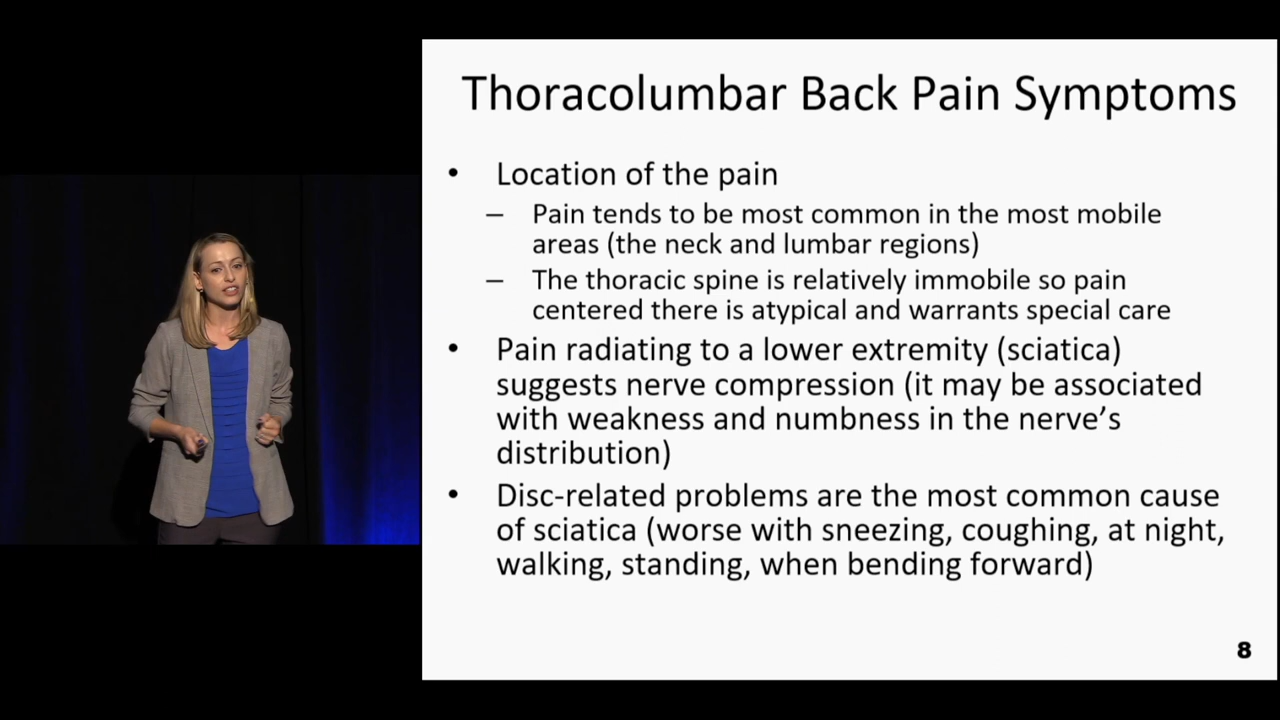 Thoracolumbar Back Pain Symptoms
• Location of the pain
– Pain tends to be most common in the most mobile
areas (the neck and lumbar regions)
– The thoracic spine is relatively immobile so pain
centered there is atypical and warrants special care
• Pain radiating to a lower extremity (sciatica)
suggests nerve compression (it may be associated
with weakness and numbness in the nerve’s
distribution)
• Disc-related problems are the most common cause
of sciatica (worse with sneezing, coughing, at night,
walking, standing, when bending forward)
8